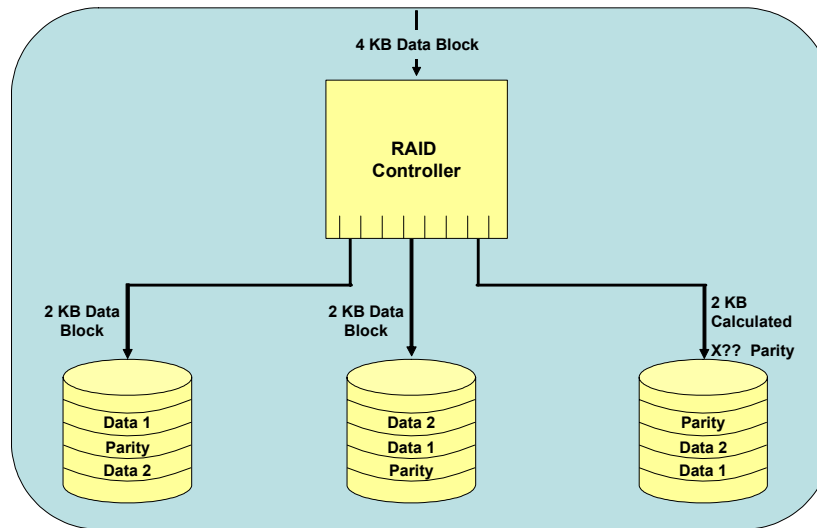 4 KB Data Block
RAID
Controller
2 KB Data
Block
2 KB Data
Block
2 KB
Calculated
X?? Parity
Data 1
Parity
Data 2
Data 2
Data 1
Parity
Parity
Data 2
Data 1